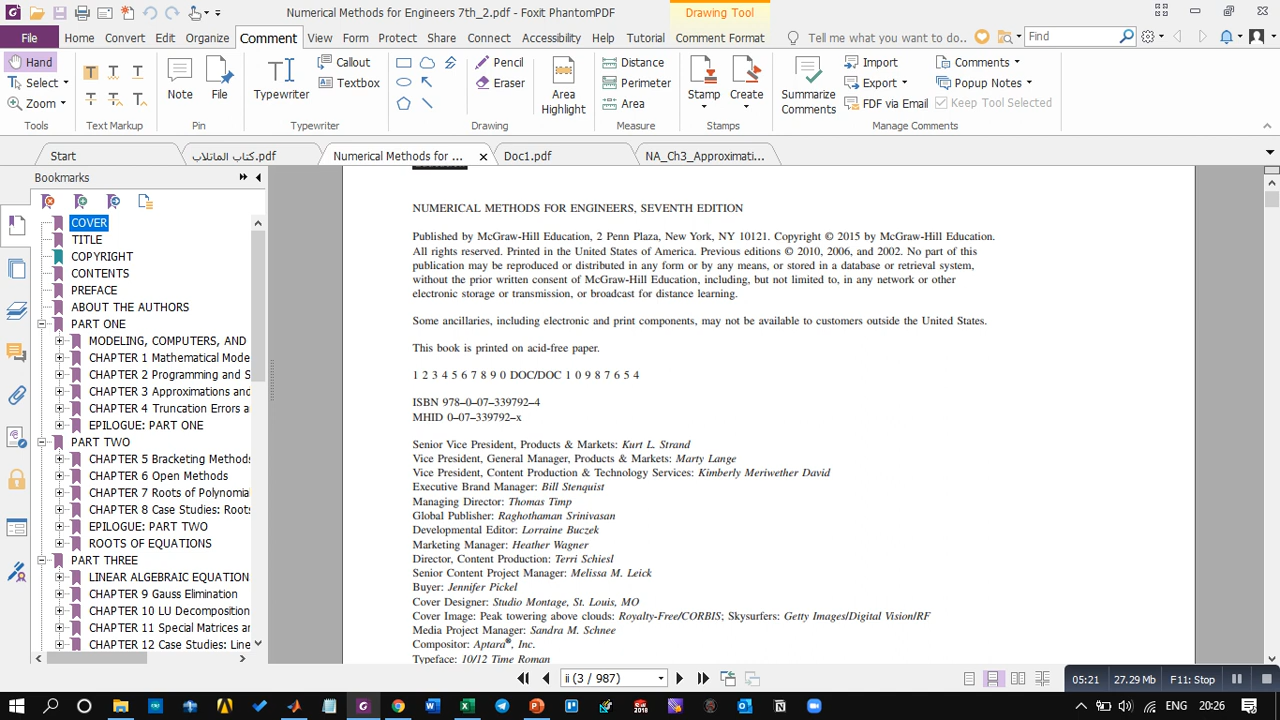 Numerical Methods for Engineers 7th_2.pdf - Foxit PhantomPDF
Drawing Tool
File Home Convert Edit Organize Comment View Form Protect Share Connect Accessibility Help Tutorial Comment Format Tell me what you want to do.. Find
Hand
Select
Zoom
Tools
Text Markup
Note
File
Pin
Typewriter
Callout
Textbox
Typewriter
Pencil
Eraser
Drawing
Area
Highlight
Distance
Perimeter
Area
Measure
Stamp
Create
Stamps
Summarize
Comments
Import
Export
FDF via Email
Comments
Popup Notes
Keep Tool Selected
Manage Comments
Start
كتاب الماتلاب.pdf
Numerical Methods for ...
Doc1.pdf
NA_Ch3_Approximati...
Bookmarks
COVER
TITLE
COPYRIGHT
CONTENTS
PREFACE
ABOUT THE AUTHORS
PART ONE
MODELING, COMPUTERS, AND
CHAPTER 1 Mathematical Mode
CHAPTER 2 Programming and S
CHAPTER 3 Approximations and
CHAPTER 4 Truncation Errors a
EPILOGUE: PART ONE
PART TWO
CHAPTER 5 Bracketing Methods
CHAPTER 6 Open Methods
CHAPTER 7 Roots of Polynomia
CHAPTER 8 Case Studies: Roots
EPILOGUE: PART TWO
ROOTS OF EQUATIONS
PART THREE
LINEAR ALGEBRAIC EQUATION
CHAPTER 9 Gauss Elimination
CHAPTER 10 LU Decomposition
CHAPTER 11 Special Matrices an
CHAPTER 12 Case Studies: Line
NUMERICAL METHODS FOR ENGINEERS, SEVENTH EDITION
Published by McGraw-Hill Education, 2 Penn Plaza, New York, NY 10121. Copyright © 2015 by McGraw-Hill Education.
All rights reserved. Printed in the United States of America. Previous editions © 2010, 2006, and 2002. No part of this
publication may be reproduced or distributed in any form or by any means, or stored in a database or retrieval system,
without the prior written consent of McGraw-Hill Education, including, but not limited to, in any network or other
electronic storage or transmission, or broadcast for distance learning.
Some ancillaries, including electronic and print components, may not be available to customers outside the United States.
This book is printed on acid-free paper.
1 2 3 4 5 6 7 8 9 0 DOC/DOC 1 0 9 8 7 6 5 4
ISBN 978–0–07–339792–4
MHID 0–07–339792–x
Senior Vice President, Products & Markets: Kurt L. Strand
Vice President, General Manager, Products & Markets: Marty Lange
Vice President, Content Production & Technology Services: Kimberly Meriwether David
Executive Brand Manager: Bill Stenquist
Managing Director: Thomas Timp
Global Publisher: Raghothaman Srinivasan
Developmental Editor: Lorraine Buczek
Marketing Manager: Heather Wagner
Director, Content Production: Terri Schiesl
Senior Content Project Manager: Melissa M. Leick
Buyer: Jennifer Pickel
Cover Designer: Studio Montage, St. Louis, MO
Cover Image: Peak towering above clouds: Royalty-Free/CORBIS; Skysurfers: Getty Images/Digital Vision/RF
Media Project Manager: Sandra M. Schnee
Compositor: Aptara®, Inc.
Typeface: 10/12 Time Roman
ii (3 / 987)
05:21 27.29 Mb F11: Stop
ENG 20:26